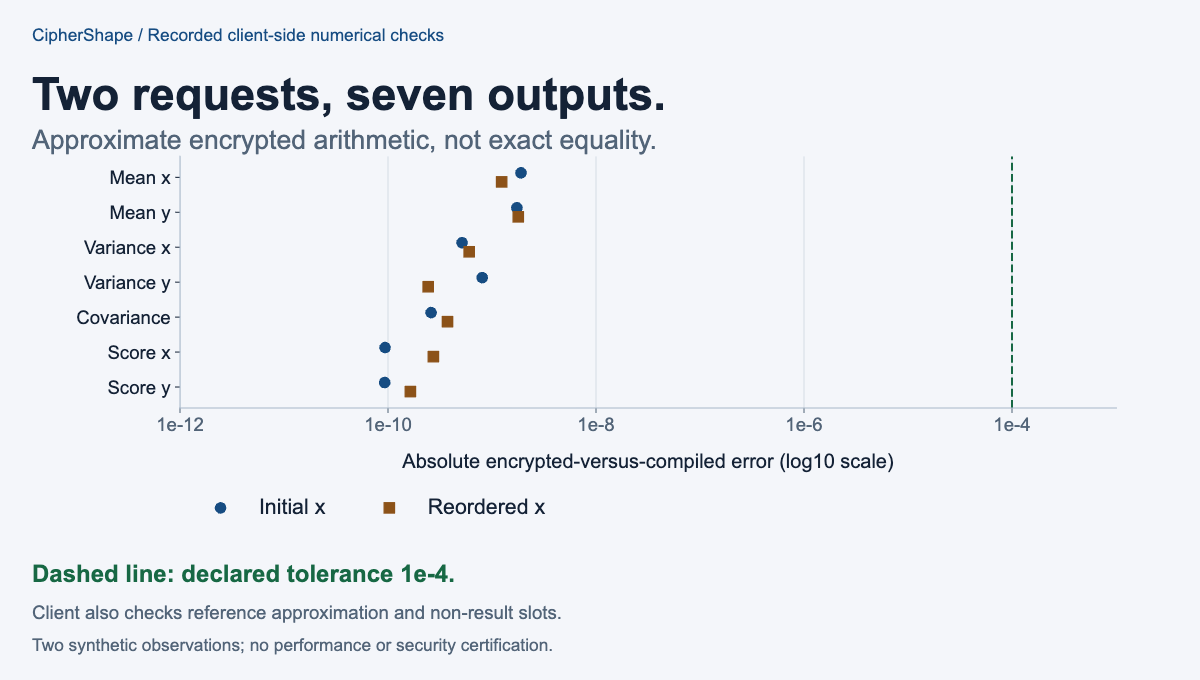 CipherShape / Recorded client-side numerical checks
Two requests, seven outputs.
Approximate encrypted arithmetic, not exact equality.
Mean x
Mean y
Variance x
Variance y
Covariance
Score x
Score y
1e-12 1e-10 1e-8 1e-6 1e-4
Absolute encrypted-versus-compiled error (log10 scale)
Initial x Reordered x
Dashed line: declared tolerance 1e-4.
Client also checks reference approximation and non-result slots.
Two synthetic observations; no performance or security certification.